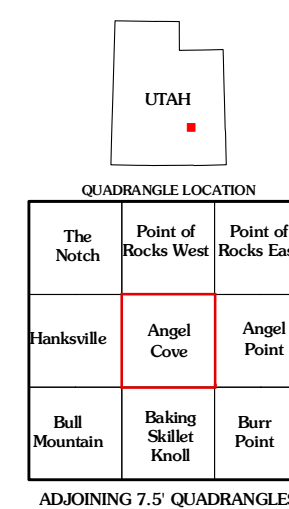 UTAH
QUADRANGLE LOCATION
The
Notch
Point of
Rocks West
Point of
Rocks Eas
Hanksville
Angel
Cove
Angel
Point
Bull
Mountain
Baking
Skillet
Knoll
Burr
Point
ADJOINING 7.5' QUADRANGLES